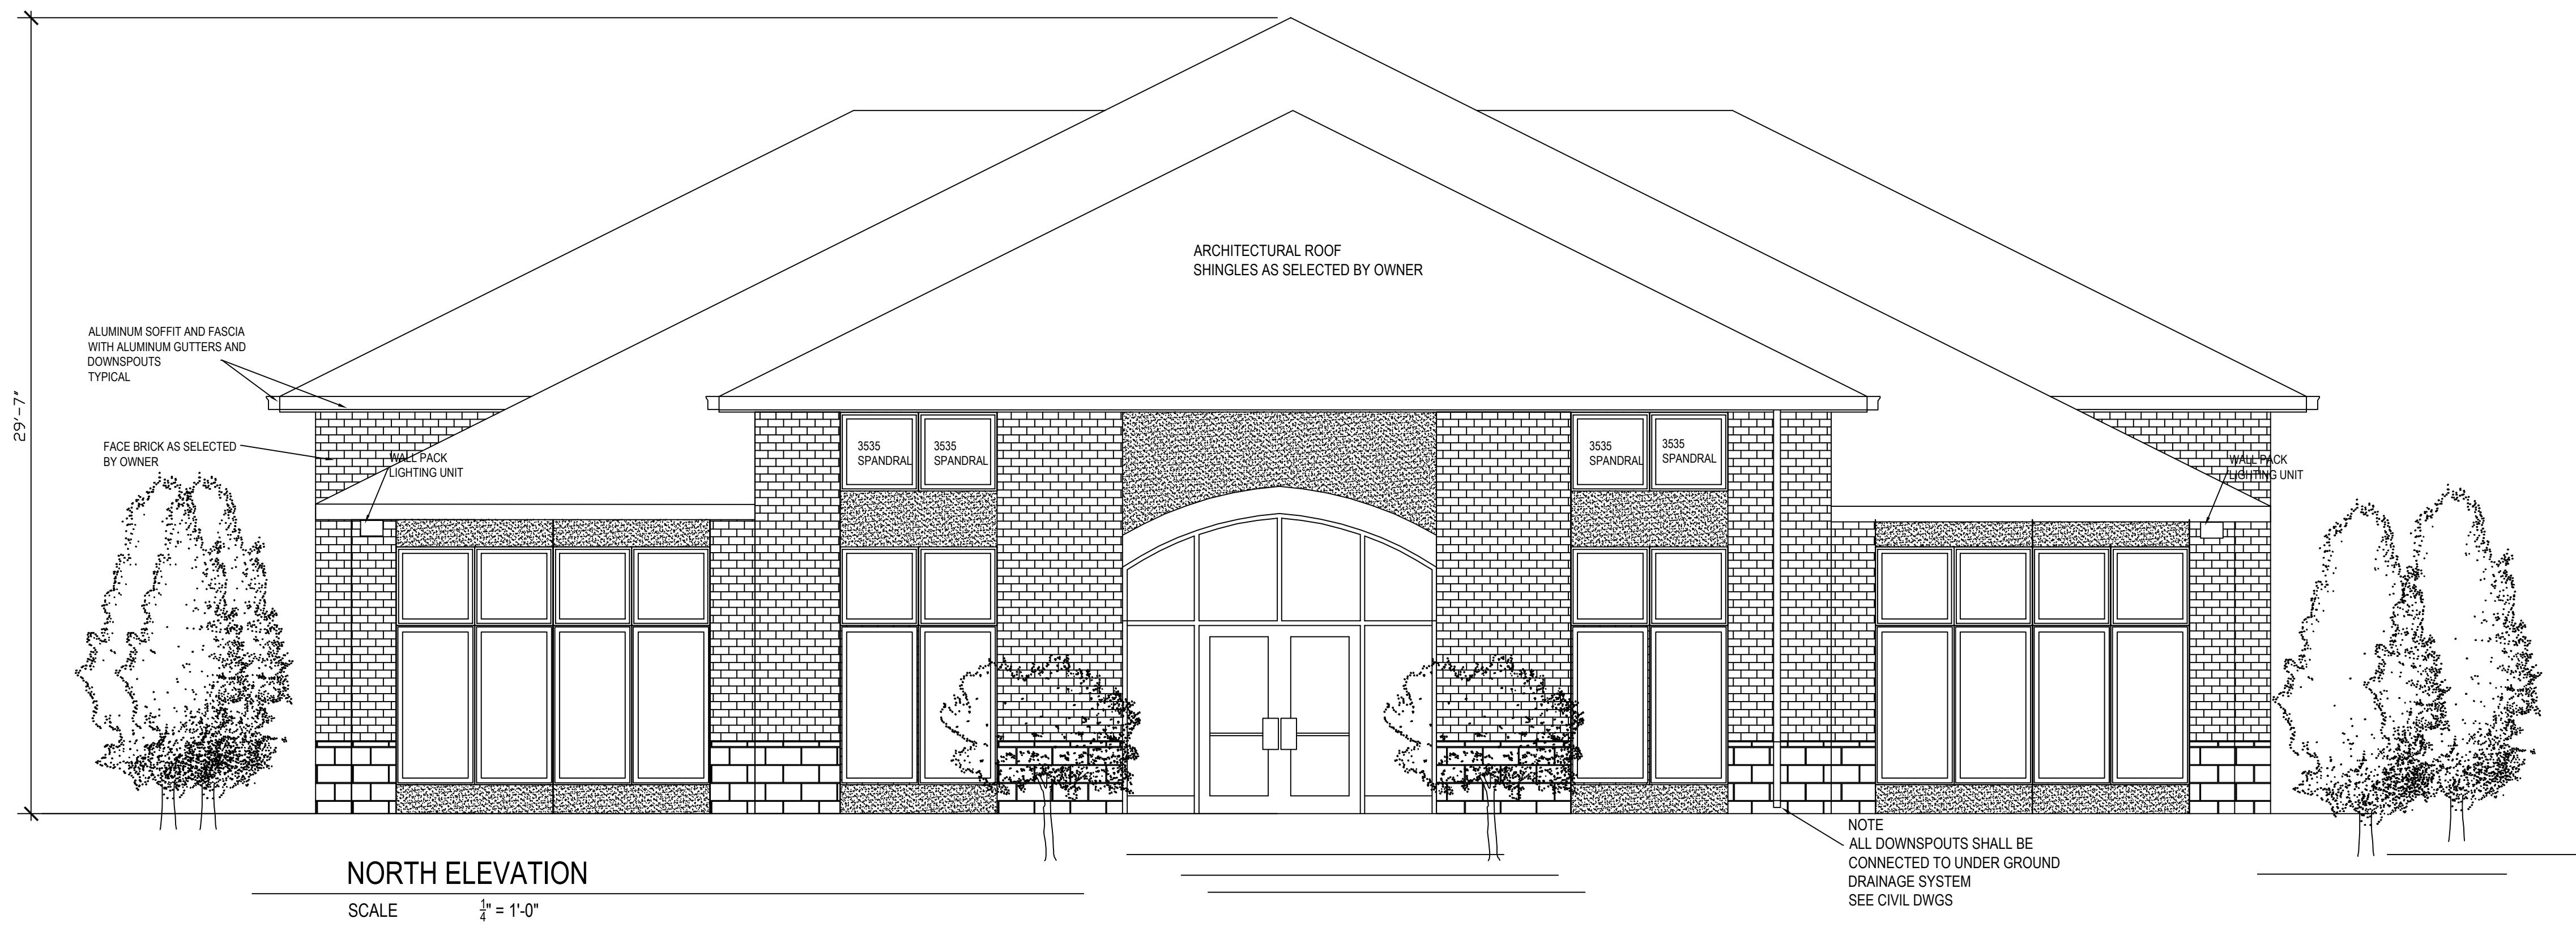 29'-7"
ARCHITECTURAL ROOF
SHINGLES AS SELECTED BY OWNER
ALUMINUM SOFFIT AND FASCIA
WITH ALUMINUM GUTTERS AND
DOWNSPOUTS
TYPICAL
FACE BRICK AS SELECTED
BY OWNER
WALL PACK
LIGHTING UNIT
3535
SPANDRAL
3535
SPANDRAL
3535
SPANDRAL
3535
SPANDRAL
WALL PACK
LIGHTING UNIT
NOTE
ALL DOWNSPOUTS SHALL BE
CONNECTED TO UNDER GROUND
DRAINAGE SYSTEM
SEE CIVIL DWGS
NORTH ELEVATION
SCALE 1/4" = 1'-0"